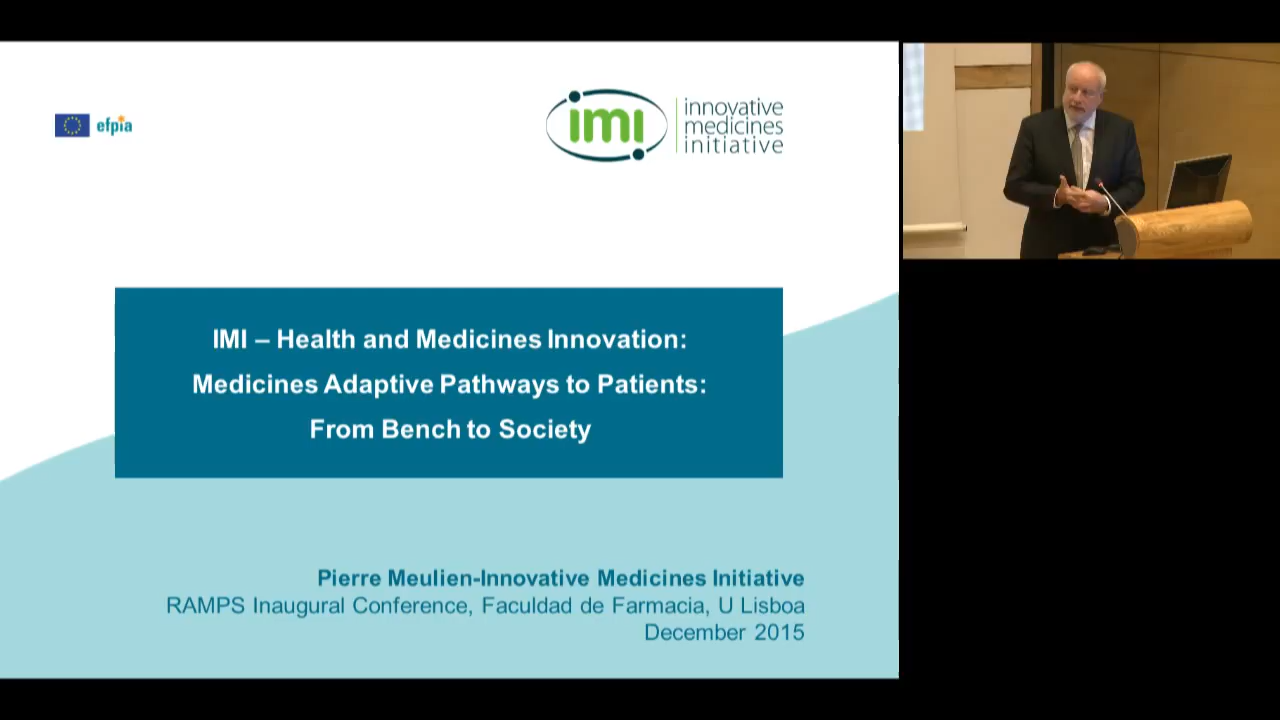 efpia
imi
innovative
medicines
initiative
IMI – Health and Medicines Innovation:
Medicines Adaptive Pathways to Patients:
From Bench to Society
Pierre Meulien-Innovative Medicines Initiative
RAMPS Inaugural Conference, Faculdad de Farmacia, U Lisboa
December 2015